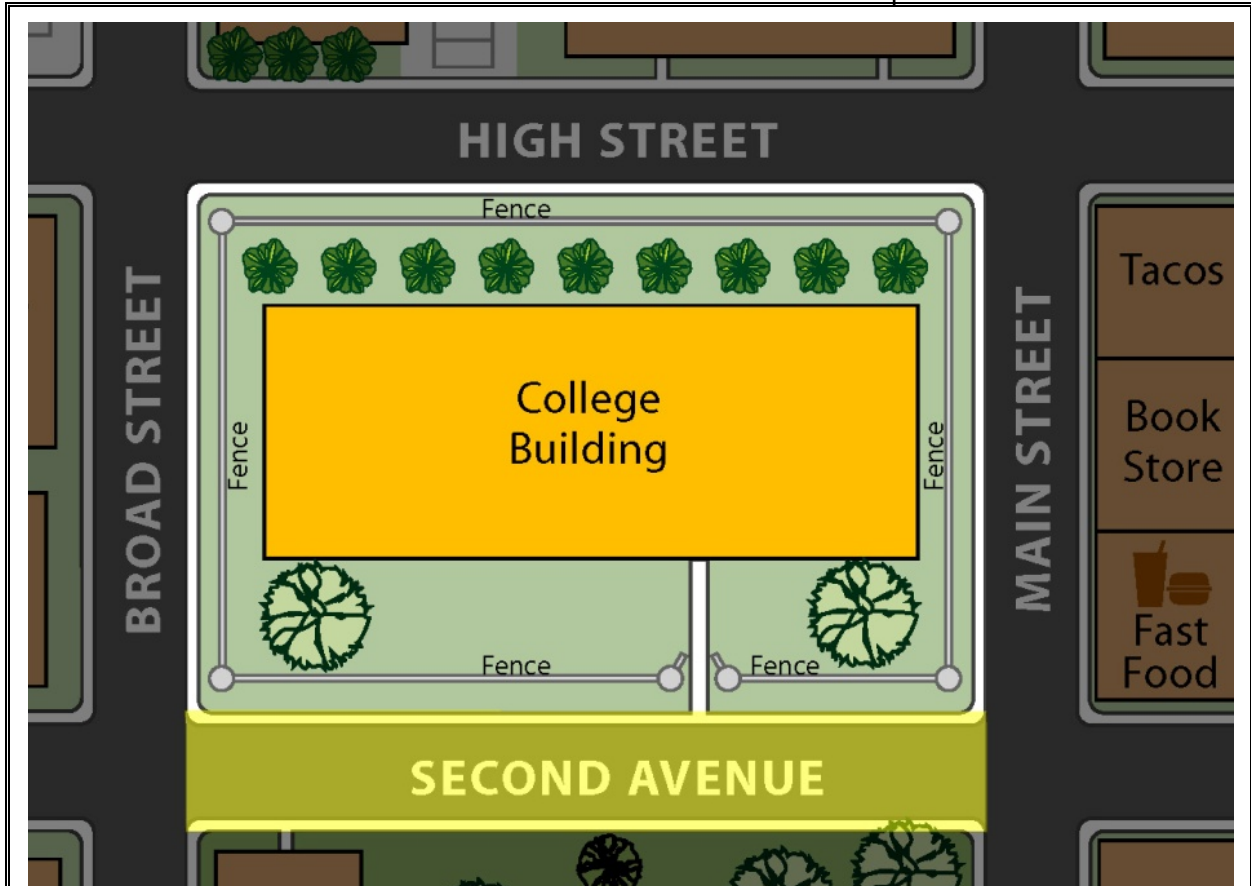 HIGH STREET
Fence
BROAD STREET
Fence
College
Building
Fence
MAIN STREET
Tacos
Book
Store
Fast
Food
Fence
Fence
SECOND AVENUE